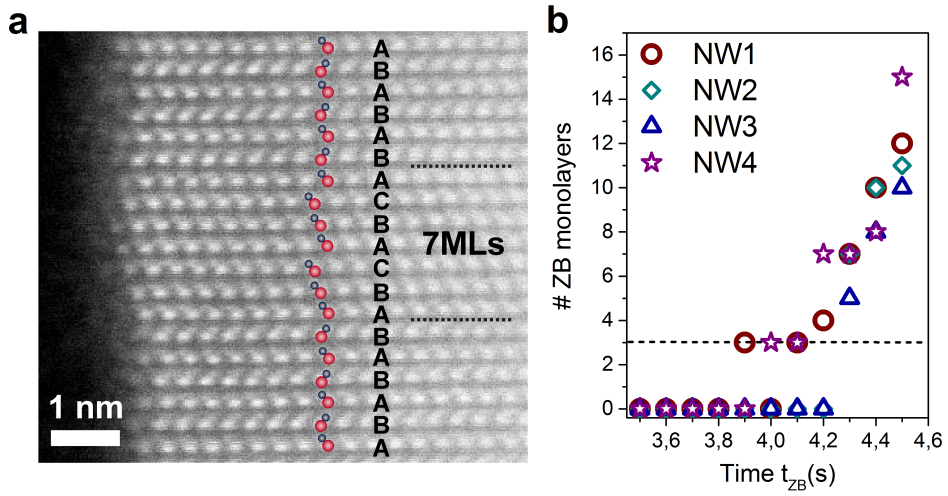 a
A
B
A
B
A
B
A
C
B
A
C
B
A
B
A
B
A
B
A
7MLs
1 nm
b
NW1
NW2
NW3
NW4
# ZB monolayers
16
14
12
10
8
6
4
2
0
3,6
3,8
4,0
4,2
4,4
4,6
Time t_ZB(s)